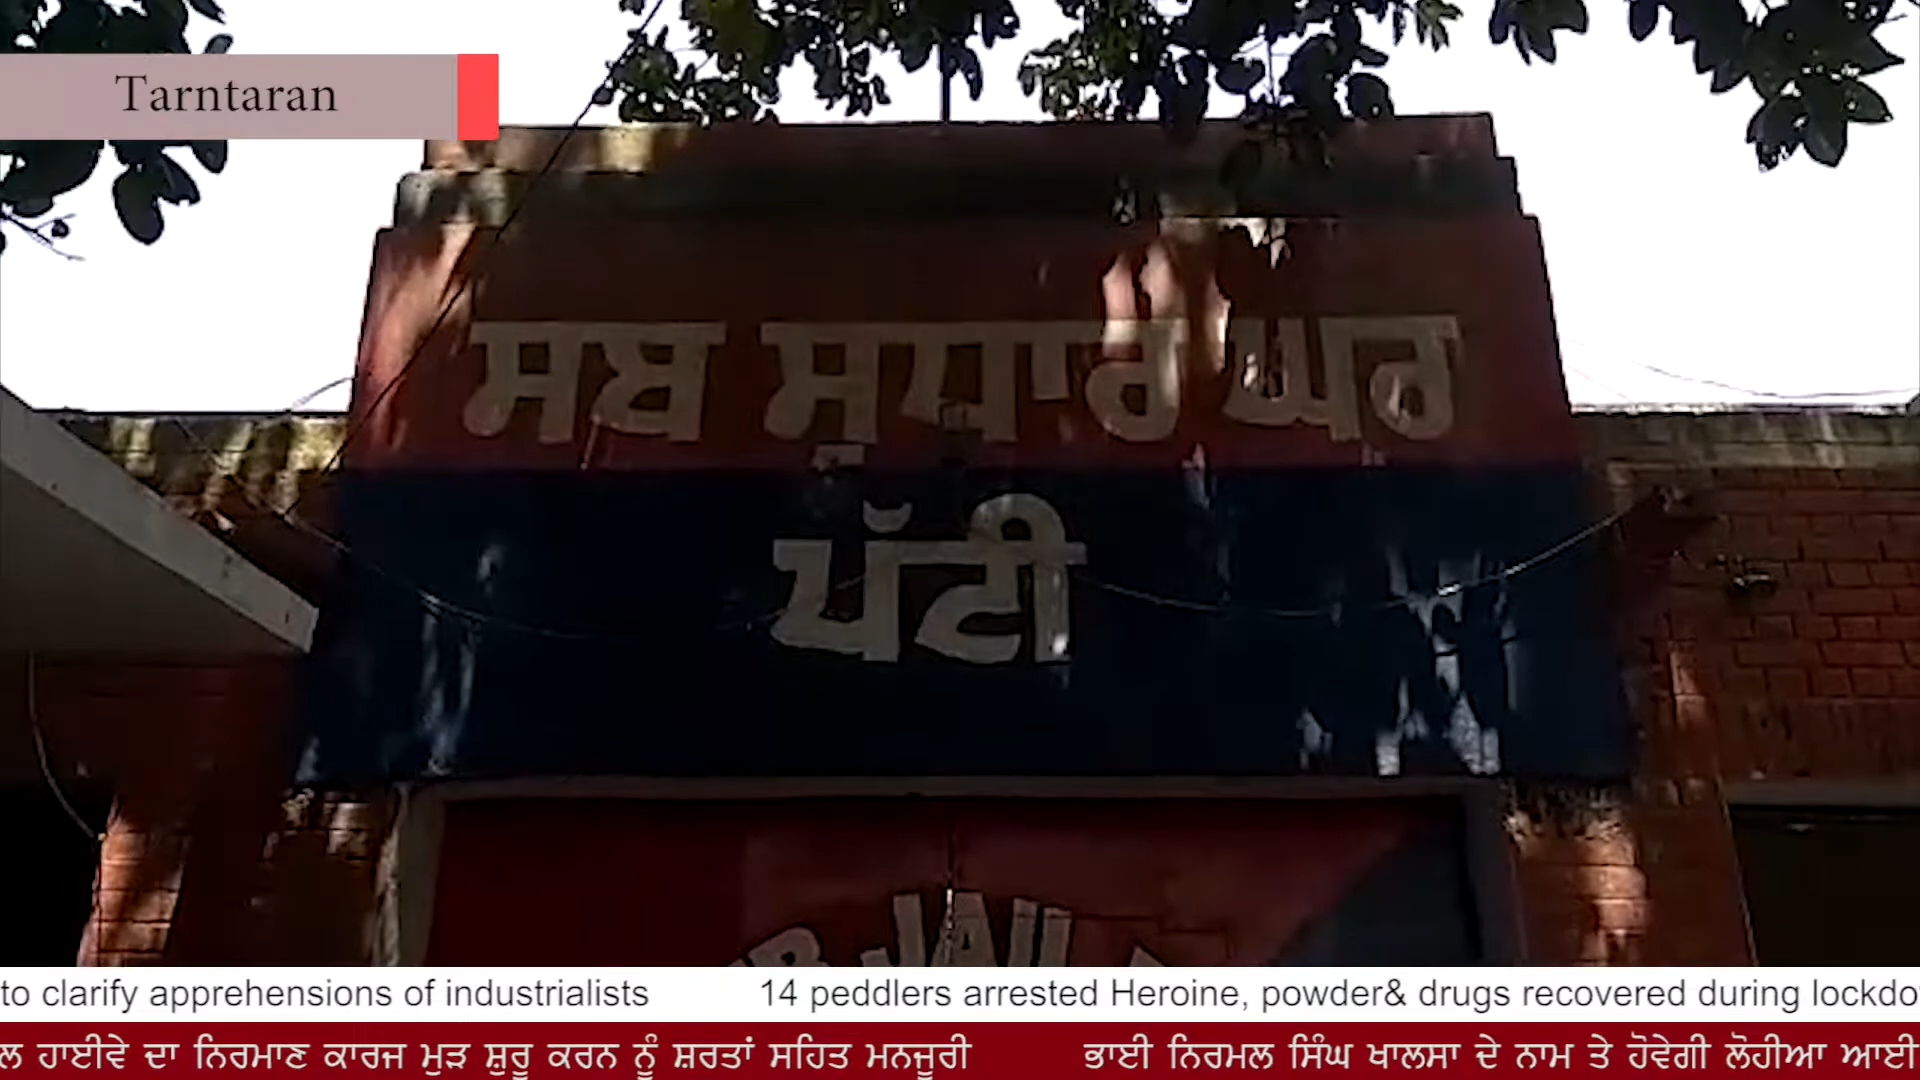 Tarntaran
ਸਬ ਸੁਧਾਰ ਘਰ
ਪੱਟੀ
JAIL
to clarify apprehensions of industrialists 14 peddlers arrested Heroine, powder& drugs recovered during
ਹਾਈਵੇ ਦਾ ਨਿਰਮਾਣ ਕਾਰਜ ਮੁੜ ਸ਼ੁਰੂ ਕਰਨ ਨੂੰ ਸ਼ਰਤਾਂ ਸਹਿਤ ਮਨਜੂਰੀ ਭਾਈ ਨਿਰਮਲ ਸਿੰਘ ਖਾਲਸਾ ਦੇ ਨਾਮ ਤੇ ਹੋਵੇਗੀ ਲੋਹੀਆ ਆਈ